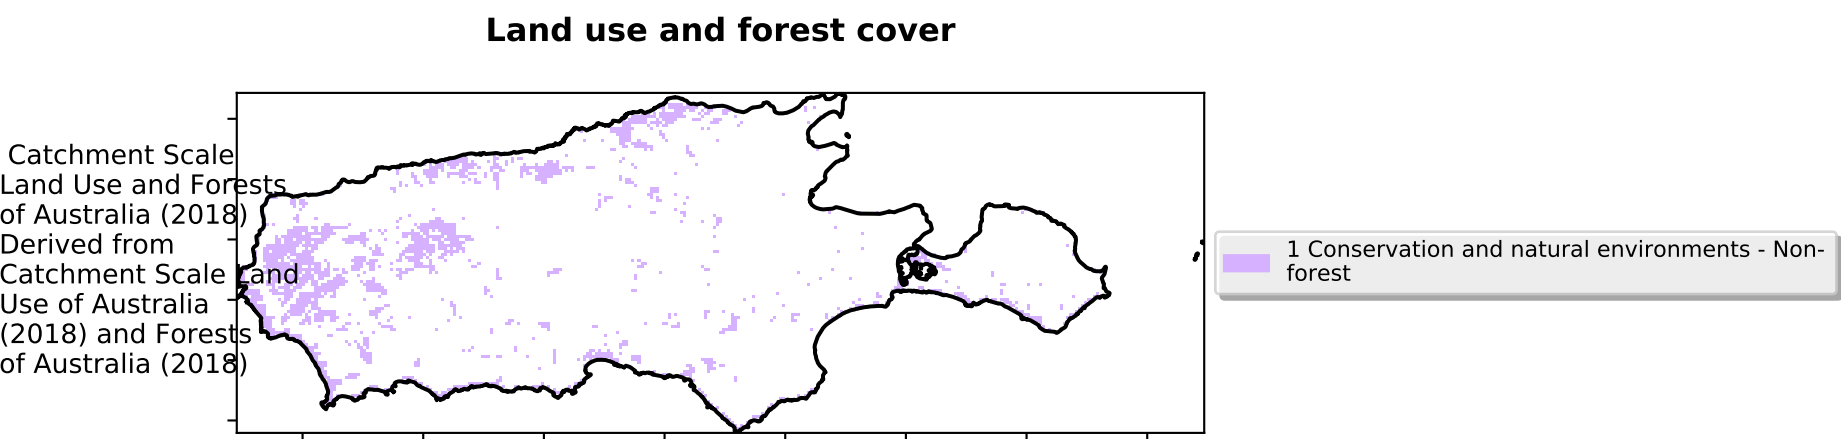 Land use and forest cover
Catchment Scale
Land Use and Forests
of Australia (2018)
Derived from
Catchment Scale Land
Use of Australia
(2018) and Forests
of Australia (2018)
1 Conservation and natural environments - Non-
forest